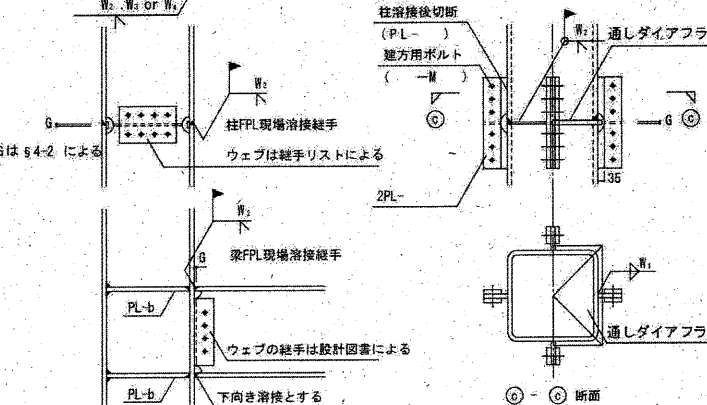 W₂ .W₃ or W₄
G
W₂
柱FPL現場溶接継手
は §4-2 による
ウェブは継手リストによる
W₂
G
梁FPL現場溶接継手
PL-b
ウェブの継手は設計図書による
PL-b
下向き溶接とする
柱溶接後切断
(PL- )
建方用ボルト
( -M )
W₂
通しダイアフラ
C
G
C
35
2PL-
W₁
通しダイアフラ
C - C 断面